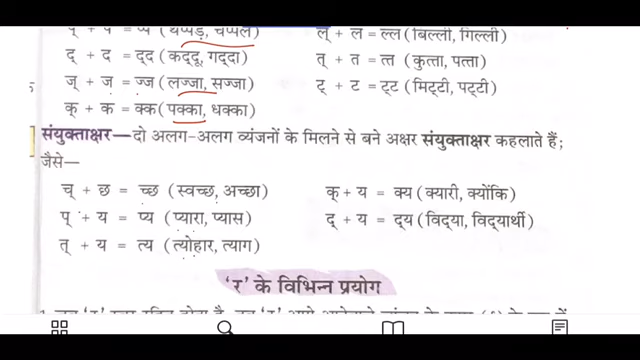 प् + प = प्प (थप्पड़, चप्पल) ल् + ल = ल्ल (बिल्ली, गिल्ली)
द् + द = द्द (कद्दू, गद्दा) त् + त = त्त (कुत्ता, पत्ता)
ज् + ज = ज्ज (लज्जा, सज्जा) ट् + ट = ट्ट (मिट्टी, पट्टी)
क् + क = क्क (पक्का, धक्का)
संयुक्ताक्षर— दो अलग-अलग व्यंजनों के मिलने से बने अक्षर संयुक्ताक्षर कहलाते हैं;
जैसे—
च् + छ = च्छ (स्वच्छ, अच्छा) क् + य = क्य (क्यारी, क्योंकि)
प् + य = प्य (प्यारा, प्यास) द् + य = द्य (विद्या, विद्यार्थी)
त् + य = त्य (त्योहार, त्याग)
'र' के विभिन्न प्रयोग